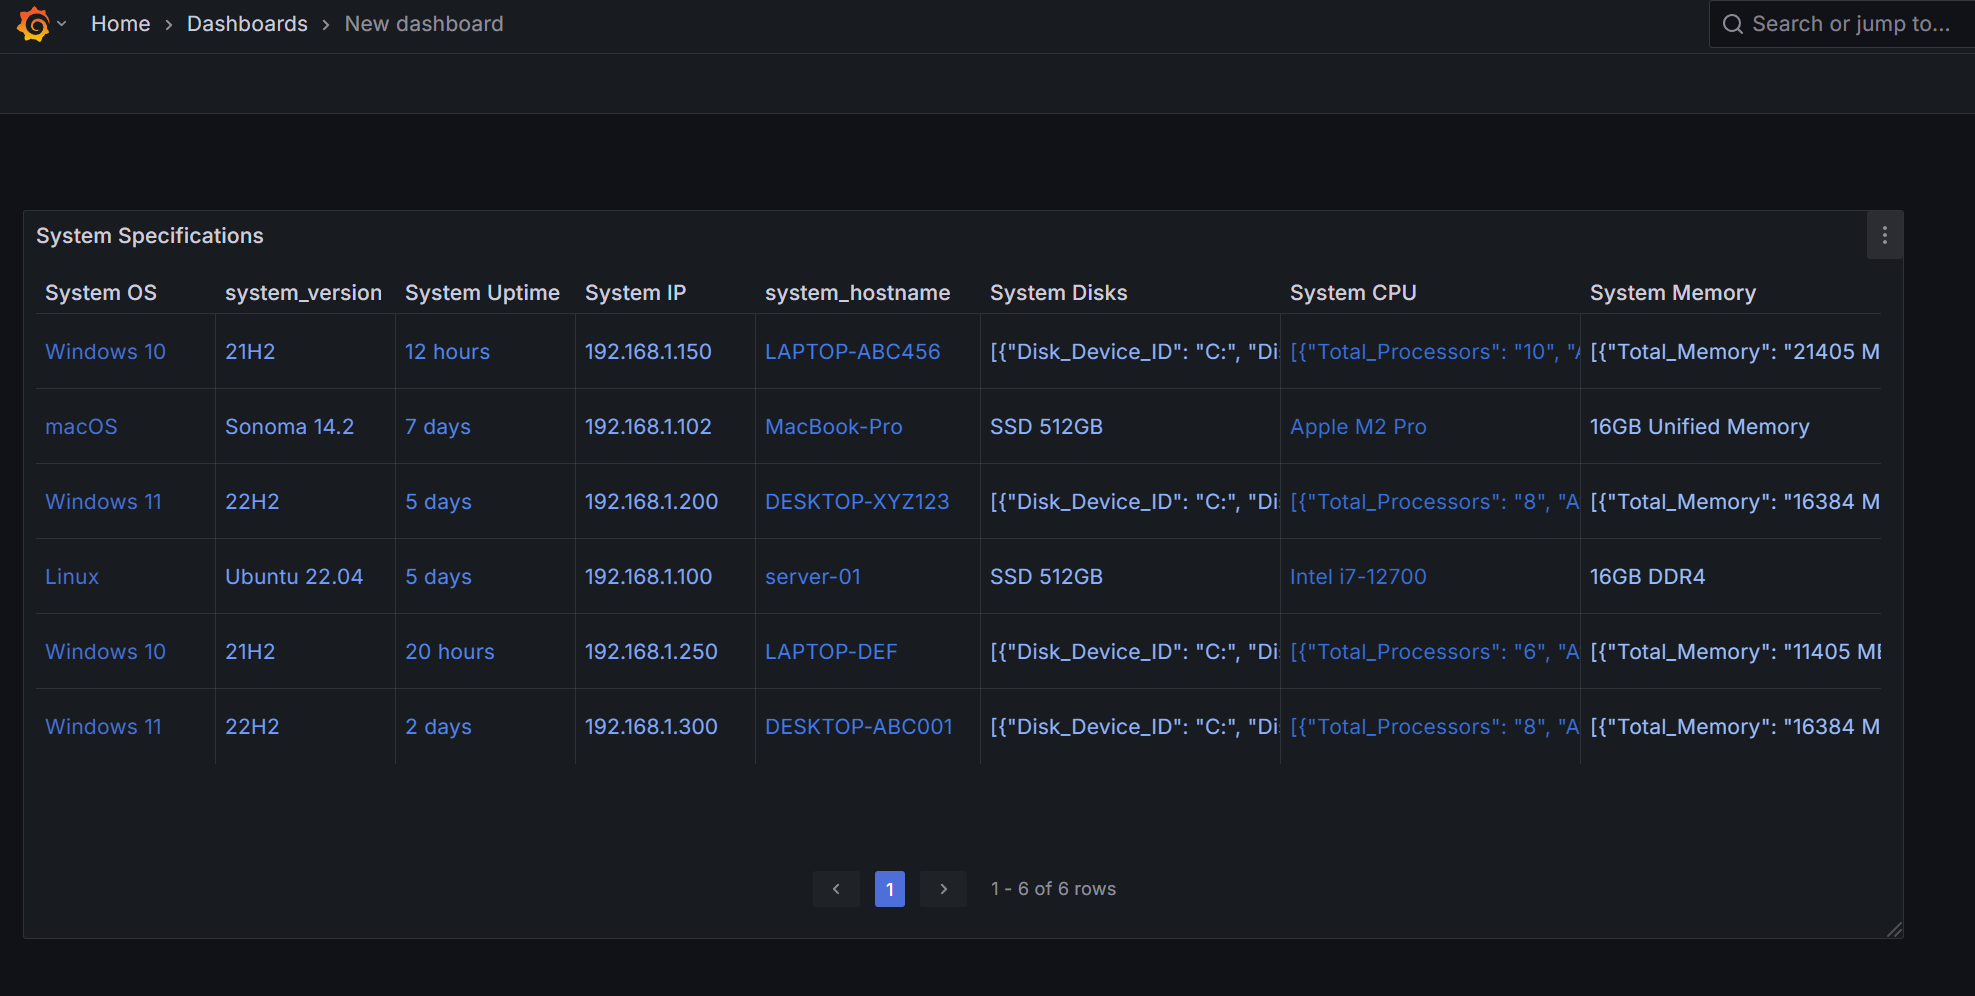 Home › Dashboards › New dashboard
Search or jump to...
System Specifications
System OS system_version System Uptime System IP system_hostname System Disks System CPU System Memory
Windows 10 21H2 12 hours 192.168.1.150 LAPTOP-ABC456 [{"Disk_Device_ID": "C:", "Di [{"Total_Processors": "10", "A [{"Total_Memory": "21405 M
macOS Sonoma 14.2 7 days 192.168.1.102 MacBook-Pro SSD 512GB Apple M2 Pro 16GB Unified Memory
Windows 11 22H2 5 days 192.168.1.200 DESKTOP-XYZ123 [{"Disk_Device_ID": "C:", "Di [{"Total_Processors": "8", "A [{"Total_Memory": "16384 M
Linux Ubuntu 22.04 5 days 192.168.1.100 server-01 SSD 512GB Intel i7-12700 16GB DDR4
Windows 10 21H2 20 hours 192.168.1.250 LAPTOP-DEF [{"Disk_Device_ID": "C:", "Di [{"Total_Processors": "6", "A [{"Total_Memory": "11405 MB
Windows 11 22H2 2 days 192.168.1.300 DESKTOP-ABC001 [{"Disk_Device_ID": "C:", "Di [{"Total_Processors": "8", "A [{"Total_Memory": "16384 M
‹ 1 › 1 - 6 of 6 rows